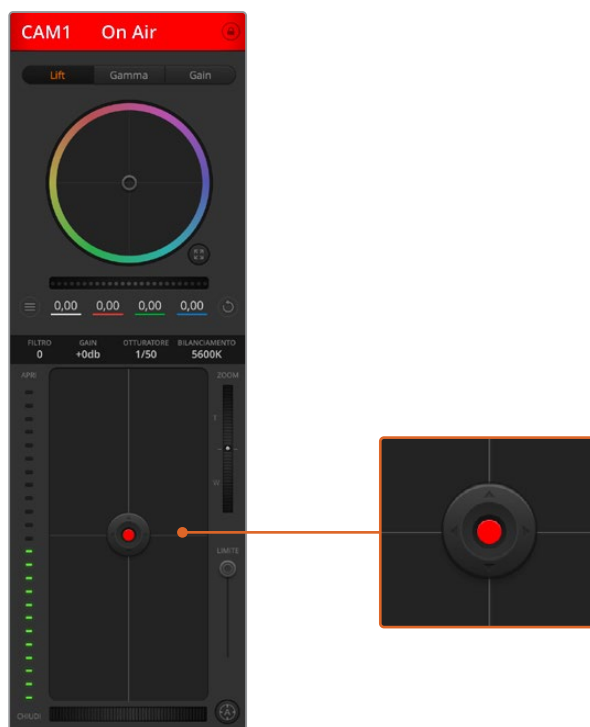 CAM1 On Air
Lift Gamma Gain
0,00 0,00 0,00 0,00
FILTRO GAIN OTTURATORE BILANCIAMENTO
0 +0db 1/50 5600K
APRI ZOOM
T
W
LIMITE
CHIUDI A